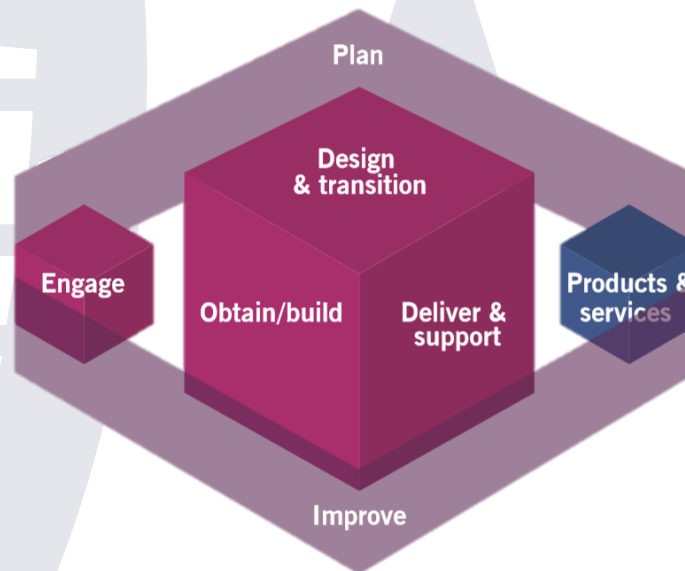 Plan
Design
& transition
Engage
Obtain/build
Deliver &
support
Products &
services
Improve